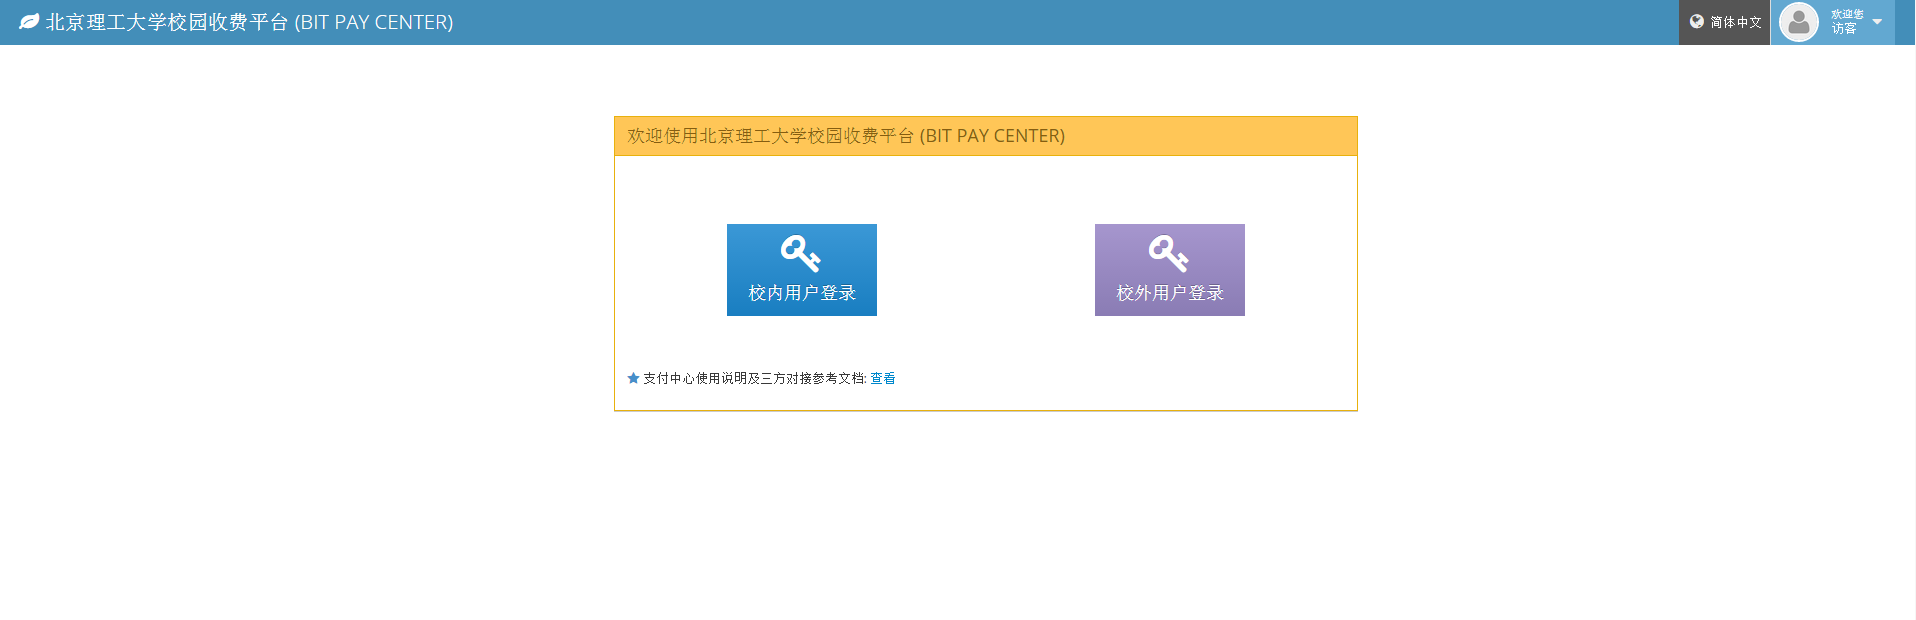 北京理工大学校园收费平台 (BIT PAY CENTER)
简体中文
欢迎您
访客
欢迎使用北京理工大学校园收费平台 (BIT PAY CENTER)
校内用户登录
校外用户登录
支付中心使用说明及三方对接参考文档: 查看